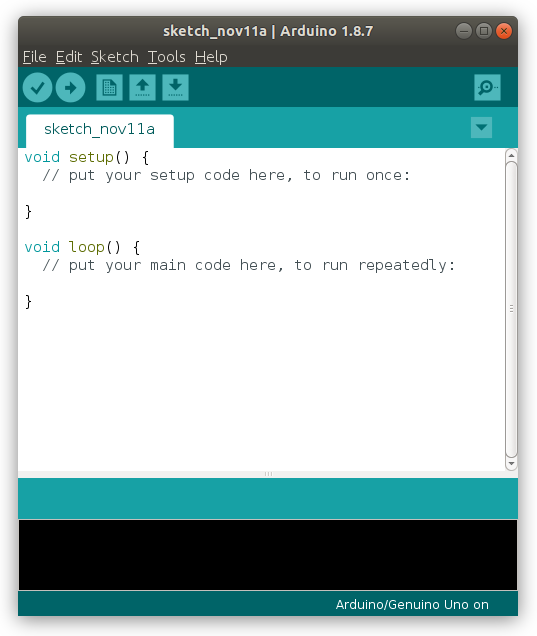 sketch_nov11a | Arduino 1.8.7
File Edit Sketch Tools Help
sketch_nov11a
void setup() {
  // put your setup code here, to run once:
}
void loop() {
  // put your main code here, to run repeatedly:
}
Arduino/Genuino Uno on